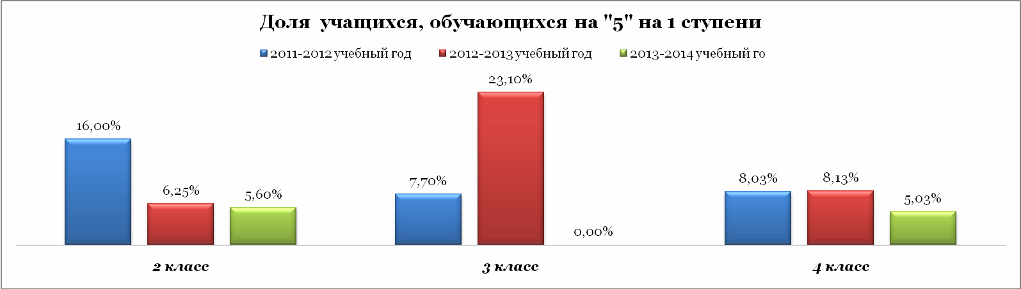 Доля учащихся, обучающихся на "5" на 1 ступени
2011-2012 учебный год 2012-2013 учебный год 2013-2014 учебный го
16,00% 6,25% 5,60% 7,70% 23,10% 0,00% 8,03% 8,13% 5,03%
2 класс 3 класс 4 класс